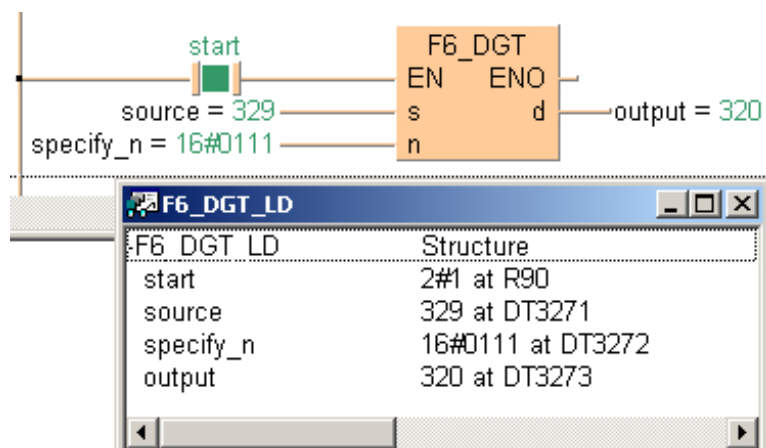 start
F6_DGT
EN ENO
source = 329 s d output = 320
specify_n = 16#0111 n
F6_DGT_LD
F6_DGT_LD Structure
start 2#1 at R90
source 329 at DT3271
specify_n 16#0111 at DT3272
output 320 at DT3273